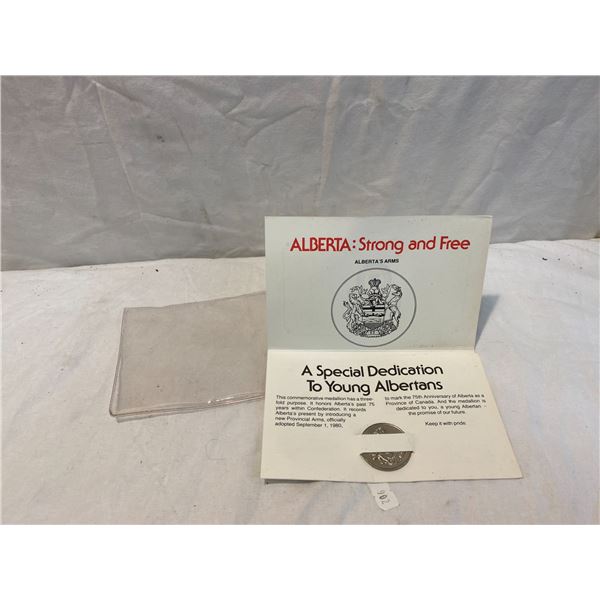 ALBERTA: Strong and Free
ALBERTA'S ARMS
A Special Dedication
To Young Albertans
This commemorative medallion has a three-
fold purpose. It honors Alberta's past 75
years within Confederation. It records
Alberta's present by introducing a
new Provincial Arms, officially
adopted September 1, 1980,
to mark the 75th Anniversary of Alberta as a
Province of Canada. And the medallion is
dedicated to you, a young Albertan -
the promise of our future.
Keep it with pride.
902